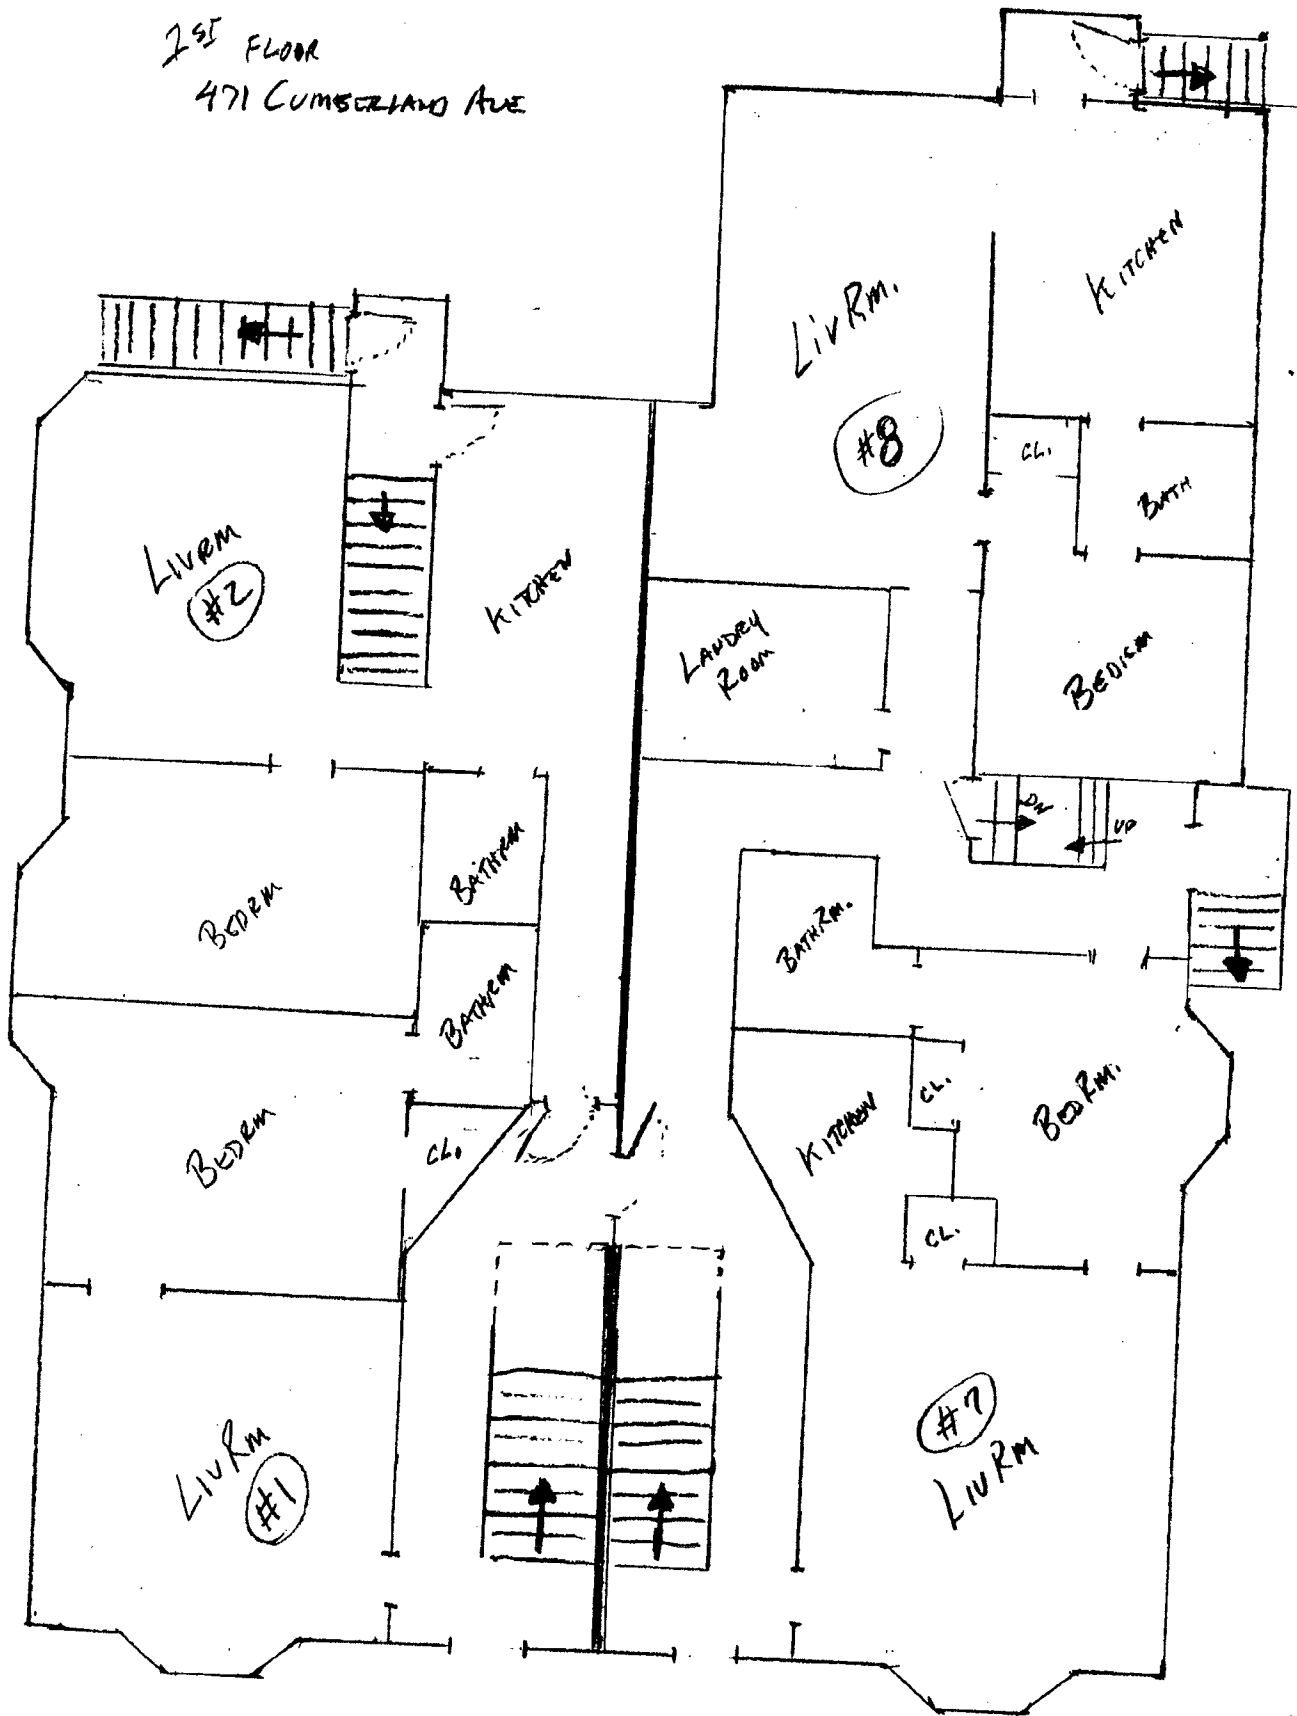 1ST FLOOR
471 CUMBERLAND AVE
KITCHEN
LIVRM.
#8
CL.
BATH
LIVRM
#2
KITCHEN
LANDRY
ROOM
BEDRM
DN
UP
BATHRM
BEDRM
BATHRM.
BATHRM
CL.
BEDRM.
KITCHEN
BEDRM
CL.
CL.
#7
LIVRM
LIVRM
#1